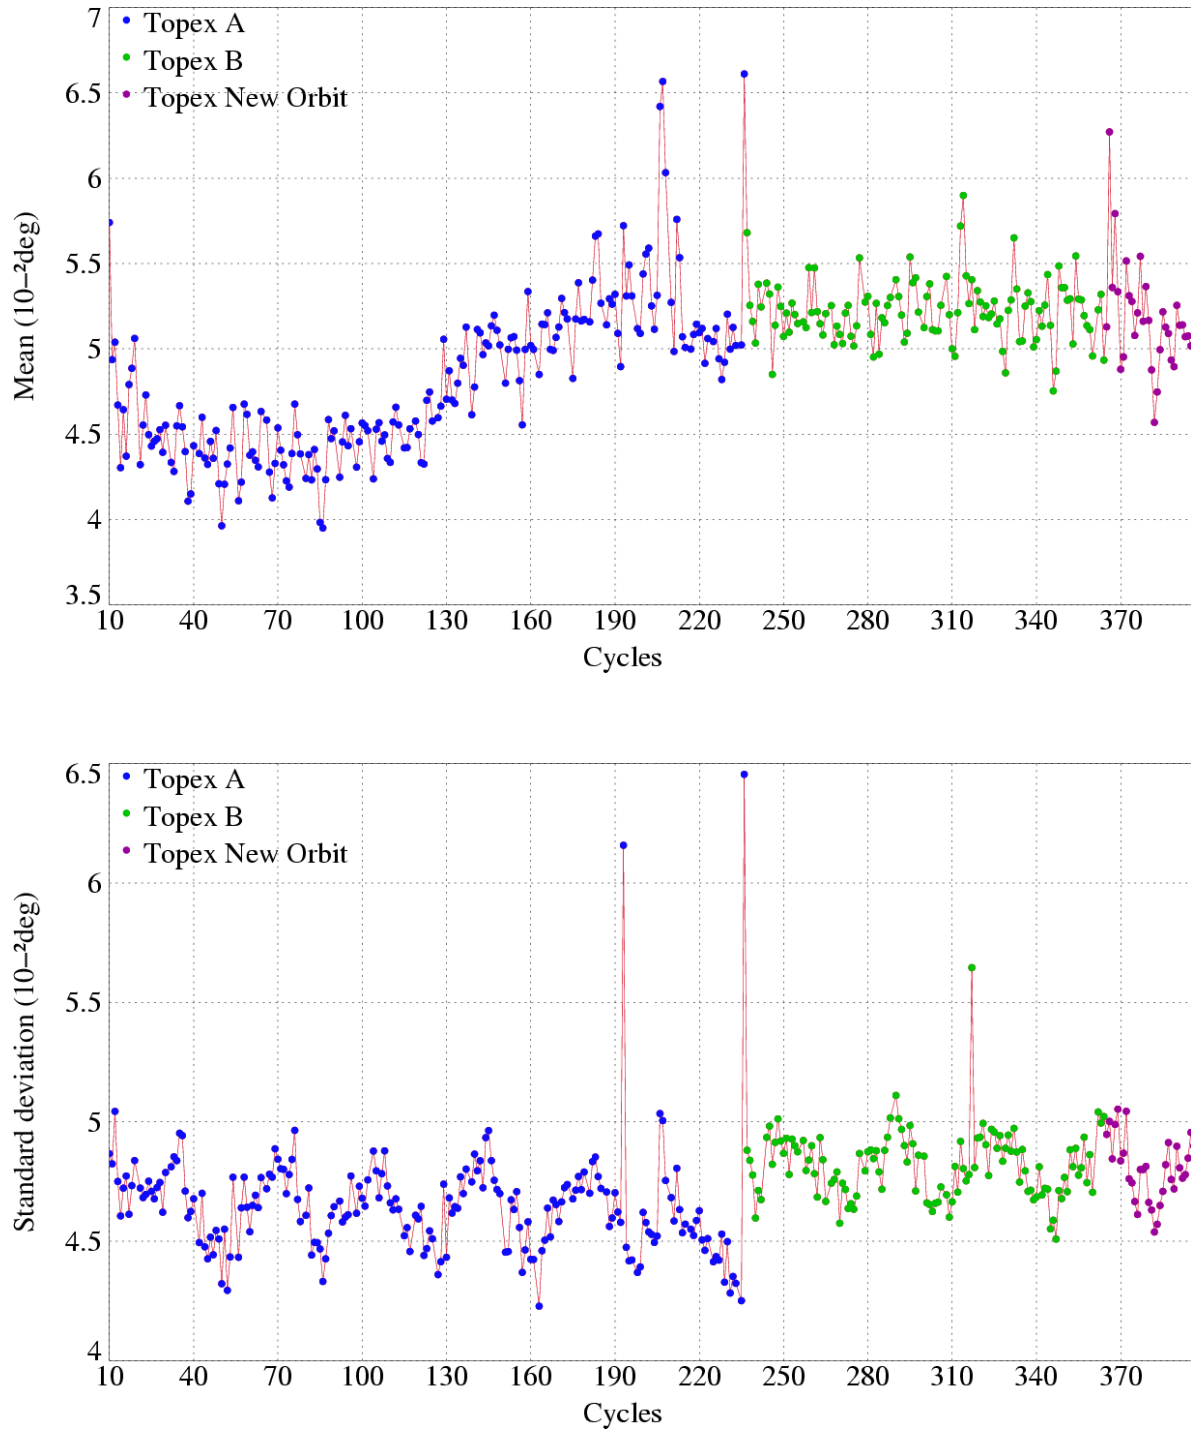 7
Topex A
Topex B
6.5
Topex New Orbit
6
5.5
5
4.5
4
3.5
Mean (10−²deg)
10 40 70 100 130 160 190 220 250 280 310 340 370
Cycles
6.5
Topex A
Topex B
Topex New Orbit
6
5.5
5
4.5
4
Standard deviation (10−²deg)
10 40 70 100 130 160 190 220 250 280 310 340 370
Cycles